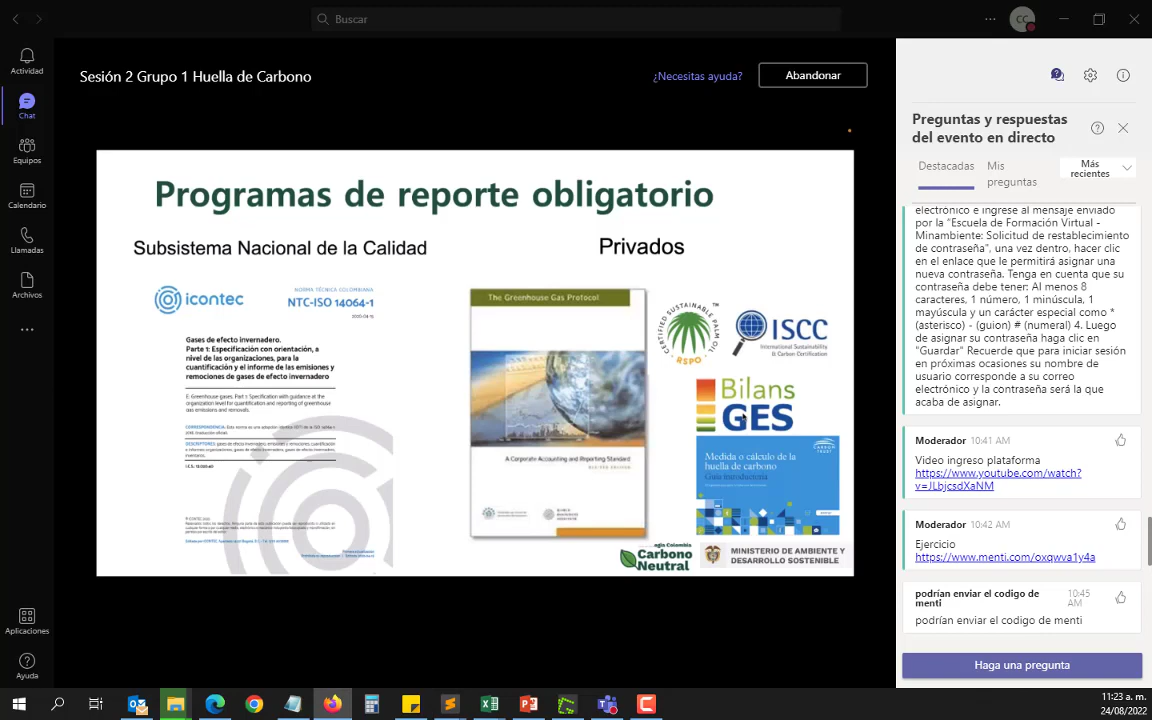 Buscar
CC
Actividad
Chat
Equipos
Calendario
Llamadas
Archivos
Aplicaciones
Ayuda
Sesión 2 Grupo 1 Huella de Carbono
¿Necesitas ayuda?
Abandonar
Programas de reporte obligatorio
Subsistema Nacional de la Calidad
Privados
icontec
NORMA TÉCNICA COLOMBIANA
NTC-ISO 14064-1
Gases de efecto invernadero.
Parte 1: Especificación con orientación, a
nivel de las organizaciones, para la
cuantificación y el informe de las emisiones y
remociones de gases de efecto invernadero
The Greenhouse Gas Protocol
A Corporate Accounting and Reporting Standard
REVISED EDITION
CERTIFIED SUSTAINABLE PALM OIL
RSPO
TM
ISCC
International Sustainability
& Carbon Certification
Bilans
GES
Medida o cálculo de la
huella de carbono
Guía introductoria
CARBON
TRUST
Carbono
Neutral
MINISTERIO DE AMBIENTE Y
DESARROLLO SOSTENIBLE
Preguntas y respuestas
del evento en directo
Destacadas
Mis
preguntas
Más
recientes
electrónico e ingrese al mensaje enviado
por la "Escuela de Formación Virtual -
Minambiente: Solicitud de restablecimiento
de contraseña", una vez dentro, hacer clic
en el enlace que le permitirá asignar una
nueva contraseña. Tenga en cuenta que su
contraseña debe tener: Al menos 8
caracteres, 1 número, 1 minúscula, 1
mayúscula y un carácter especial como *
(asterisco) - (guion) # (numeral) 4. Luego
de asignar su contraseña haga clic en
"Guardar" Recuerde que para iniciar sesión
en próximas ocasiones su nombre de
usuario corresponde a su correo
electrónico y la contraseña será la que
acaba de asignar.
Moderador 10:41 AM
Video ingreso plataforma
https://www.youtube.com/watch?
v=JLbjcsdXaNM
Moderador 10:42 AM
Ejercicio
https://www.menti.com/oxqwva1y4a
podrían enviar el codigo de
menti
10:45
AM
podrían enviar el codigo de menti
Haga una pregunta
11:23 a. m.
24/08/2022